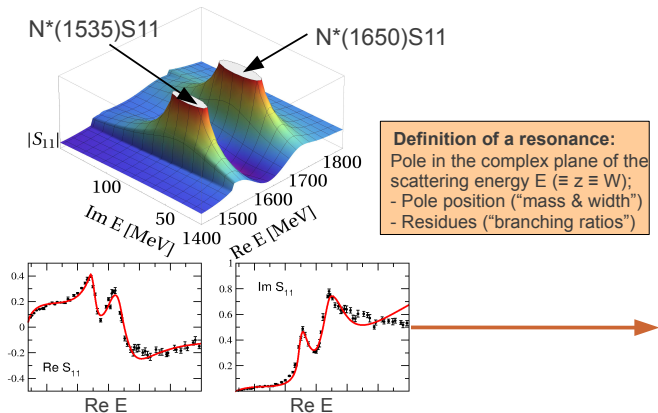 N*(1535)S11
N*(1650)S11
|S₁₁|
100
50
Im E [MeV]
1400
1500
1600
1700
1800
Re E [MeV]
Definition of a resonance:
Pole in the complex plane of the
scattering energy E (≡ z ≡ W);
- Pole position (“mass & width”)
- Residues (“branching ratios”)
0.4
0.2
0
-0.2
-0.4
Re S₁₁
Re E
1
0.8
0.6
0.4
0.2
0
Im S₁₁
Re E